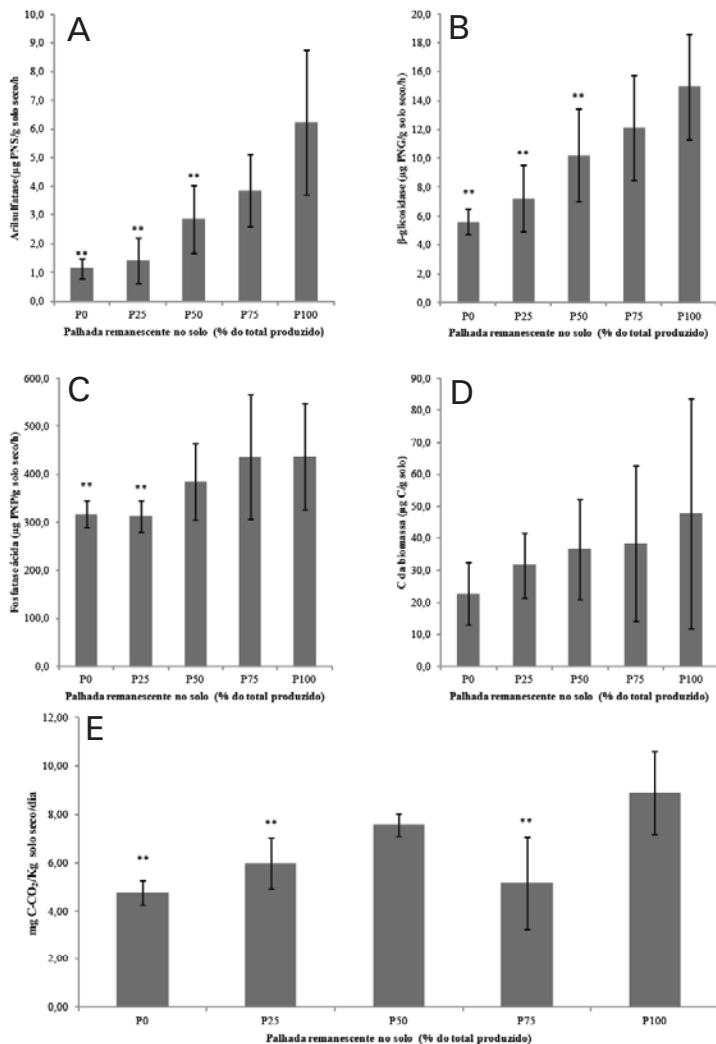 A
Arilsulfatase (µg PNS/g solo seco/h)
10,0
9,0
8,0
7,0
6,0
5,0
4,0
3,0
2,0
1,0
0,0
**
**
**
P0 P25 P50 P75 P100
Palhada remanescente no solo (% do total produzido)
B
β-glicosidase (µg PNG/g solo seco/h)
20,0
18,0
16,0
14,0
12,0
10,0
8,0
6,0
4,0
2,0
0,0
**
**
**
P0 P25 P50 P75 P100
Palhada remanescente no solo (% do total produzido)
C
Fosfatase ácida (µg PNP/g solo seco/h)
600,0
500,0
400,0
300,0
200,0
100,0
0,0
**
**
P0 P25 P50 P75 P100
Palhada remanescente no solo (% do total produzido)
D
C da biomassa (µg C/g solo)
90,0
80,0
70,0
60,0
50,0
40,0
30,0
20,0
10,0
0,0
P0 P25 P50 P75 P100
Palhada remanescente no solo (% do total produzido)
E
mg C-CO₂/Kg solo seco/dia
12,00
10,00
8,00
6,00
4,00
2,00
0,00
**
**
**
P0 P25 P50 P75 P100
Palhada remanescente no solo (% do total produzido)